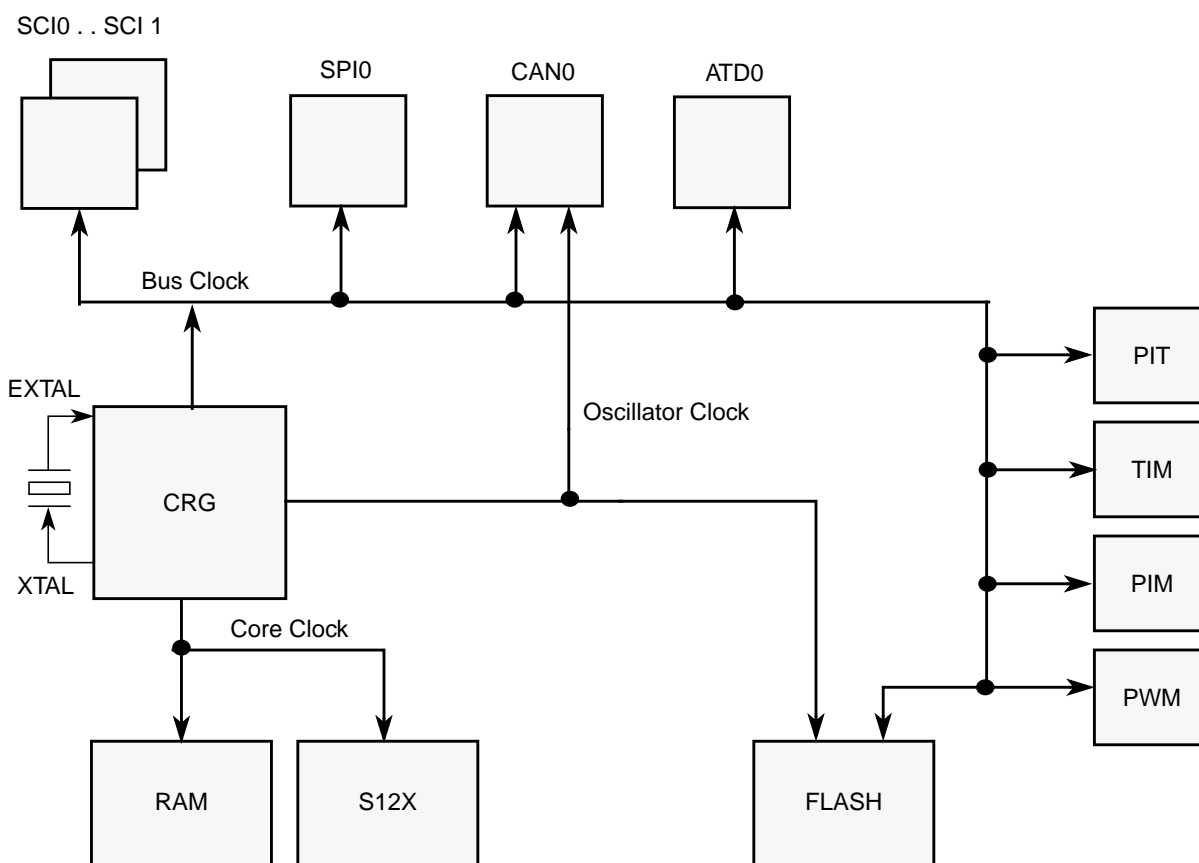 SCI0 . . SCI 1
SPI0
CAN0
ATD0
Bus Clock
PIT
EXTAL
Oscillator Clock
TIM
CRG
PIM
XTAL
Core Clock
PWM
RAM
S12X
FLASH